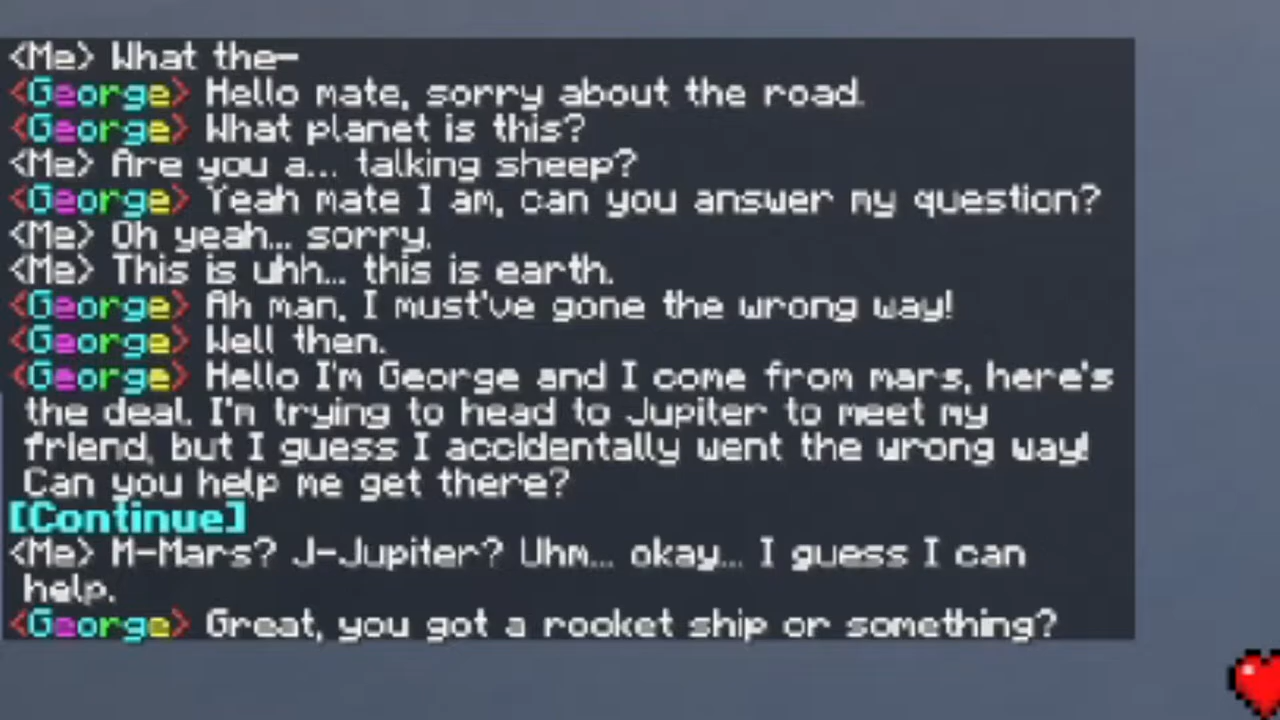 <Me> What the-
<George> Hello mate, sorry about the road.
<George> What planet is this?
<Me> Are you a... talking sheep?
<George> Yeah mate I am, can you answer my question?
<Me> Oh yeah... sorry.
<Me> This is uhh... this is earth.
<George> Ah man, I must've gone the wrong way!
<George> Well then.
<George> Hello I'm George and I come from mars, here's
the deal. I'm trying to head to Jupiter to meet my
friend, but I guess I accidentally went the wrong way!
Can you help me get there?
[Continue]
<Me> M-Mars? J-Jupiter? Uhm... okay... I guess I can
help.
<George> Great, you got a rocket ship or something?